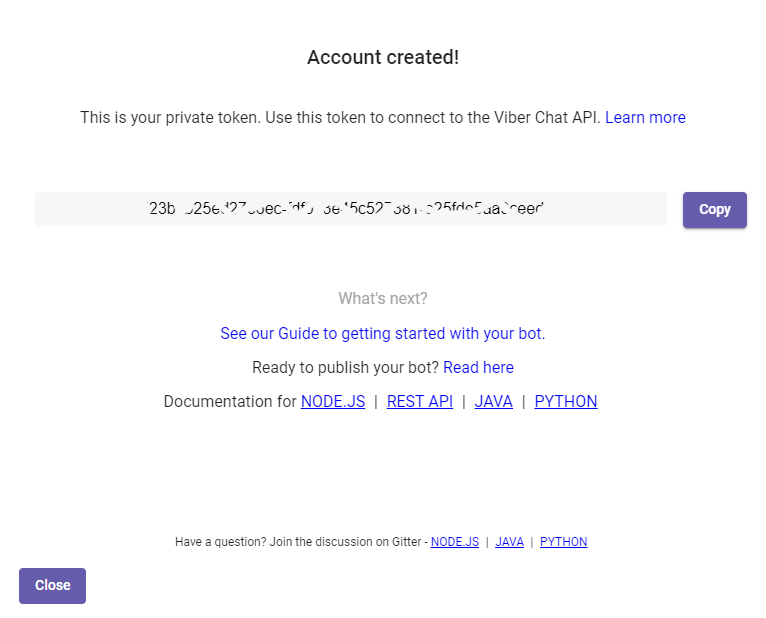 Account created!
This is your private token. Use this token to connect to the Viber Chat API. Learn more
Copy
What's next?
See our Guide to getting started with your bot.
Ready to publish your bot? Read here
Documentation for NODE.JS | REST API | JAVA | PYTHON
Have a question? Join the discussion on Gitter - NODE.JS | JAVA | PYTHON
Close